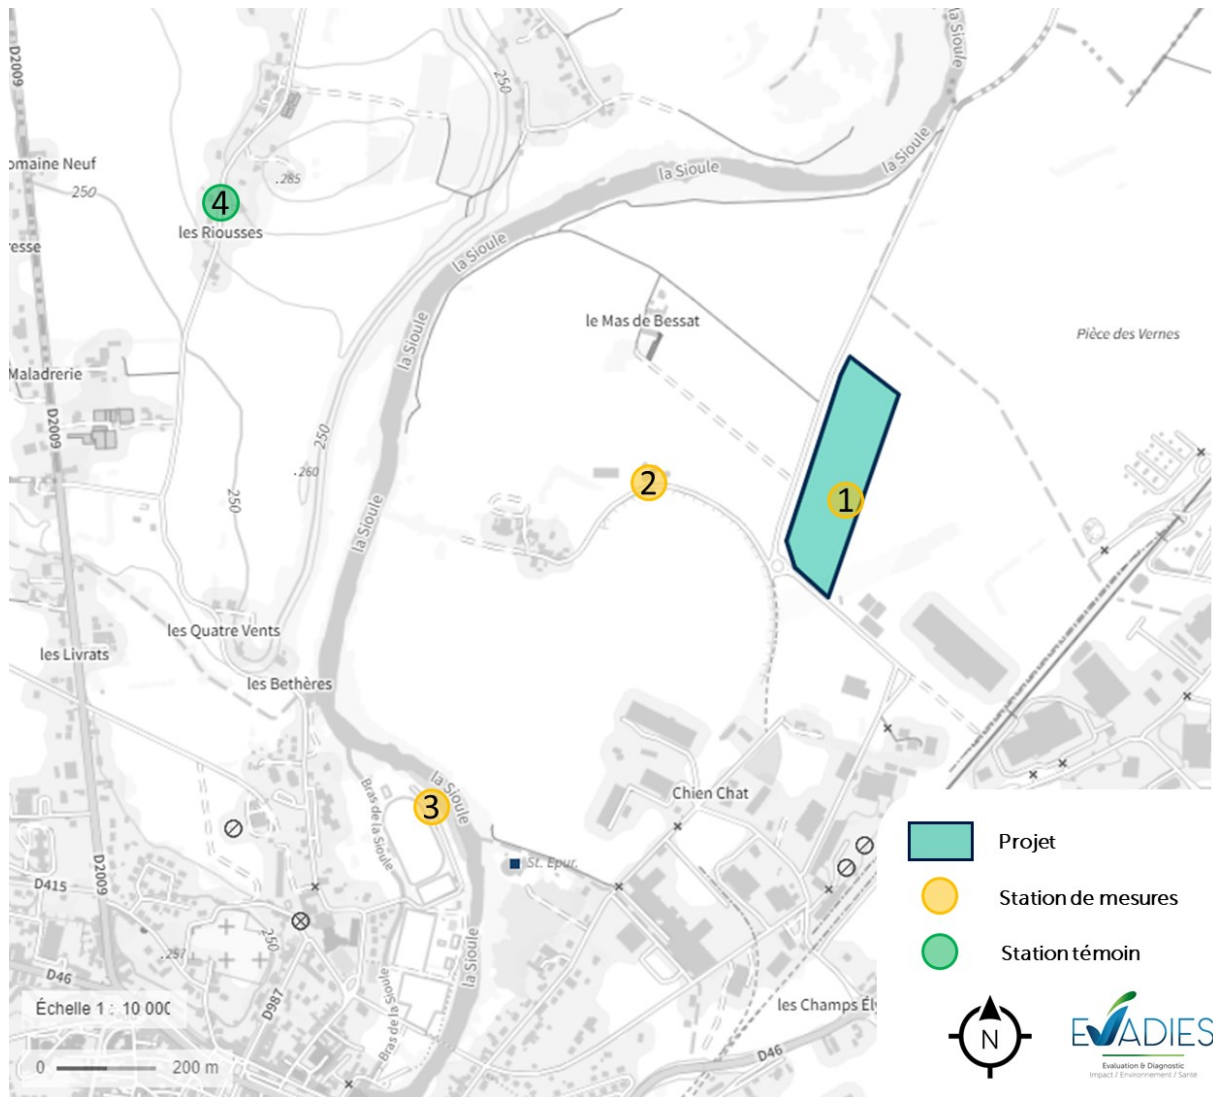 D2009
la Sioule
250
omaine Neuf
la Sioule
la Sioule
.285
250
4
les Riousses
resse
la Sioule
le Mas de Bessat
Pièce des Vernes
la Sioule
Maladrerie
D2009
250
.260
2
1
250
la Sioule
les Quatre Vents
les Livrats
les Bethères
la Sioule
Chien Chat
3
Bras de la Sioule
St. Epur.
D2009
D415
250
.257
la Sioule
D46
D987
Bras de la Sioule
les Champs Ély
D46
Projet
Station de mesures
Station témoin
Échelle 1 : 10 000
0 200 m
N
EVADIES
Evaluation & Diagnostic
Impact / Environnement / Santé